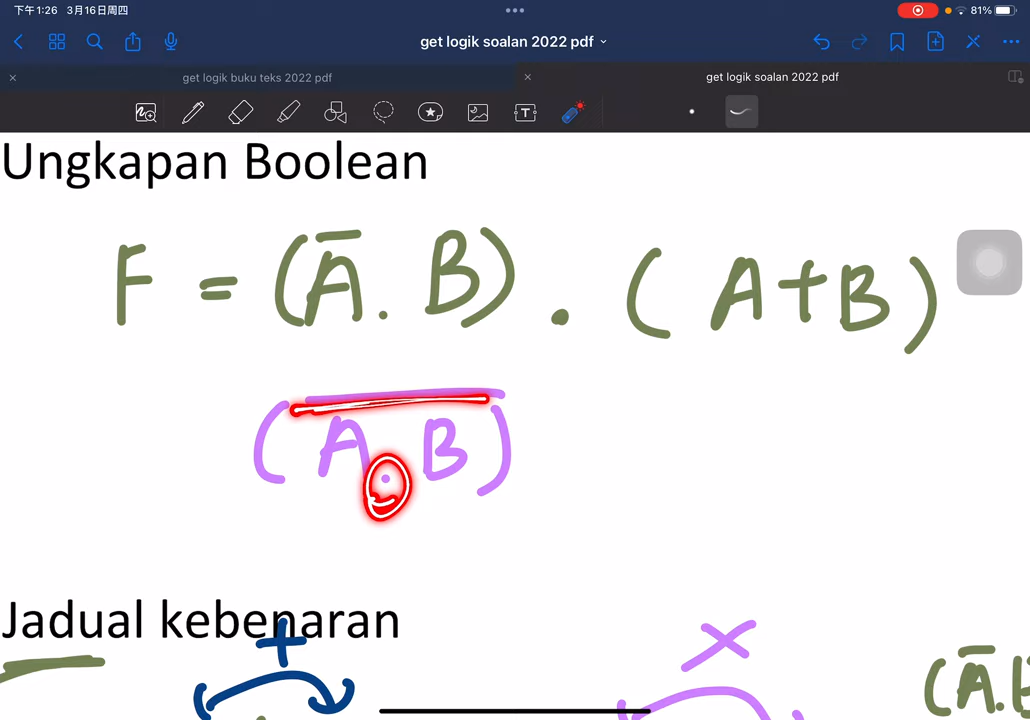 下午1:26 3月16日周四
81%
get logik soalan 2022 pdf
get logik buku teks 2022 pdf
get logik soalan 2022 pdf
Ungkapan Boolean
F = (A̅ . B) . ( A+B )
( A̅ ̅.̅ ̅B̅ )
Jadual kebenaran
+
×
(A̅.B